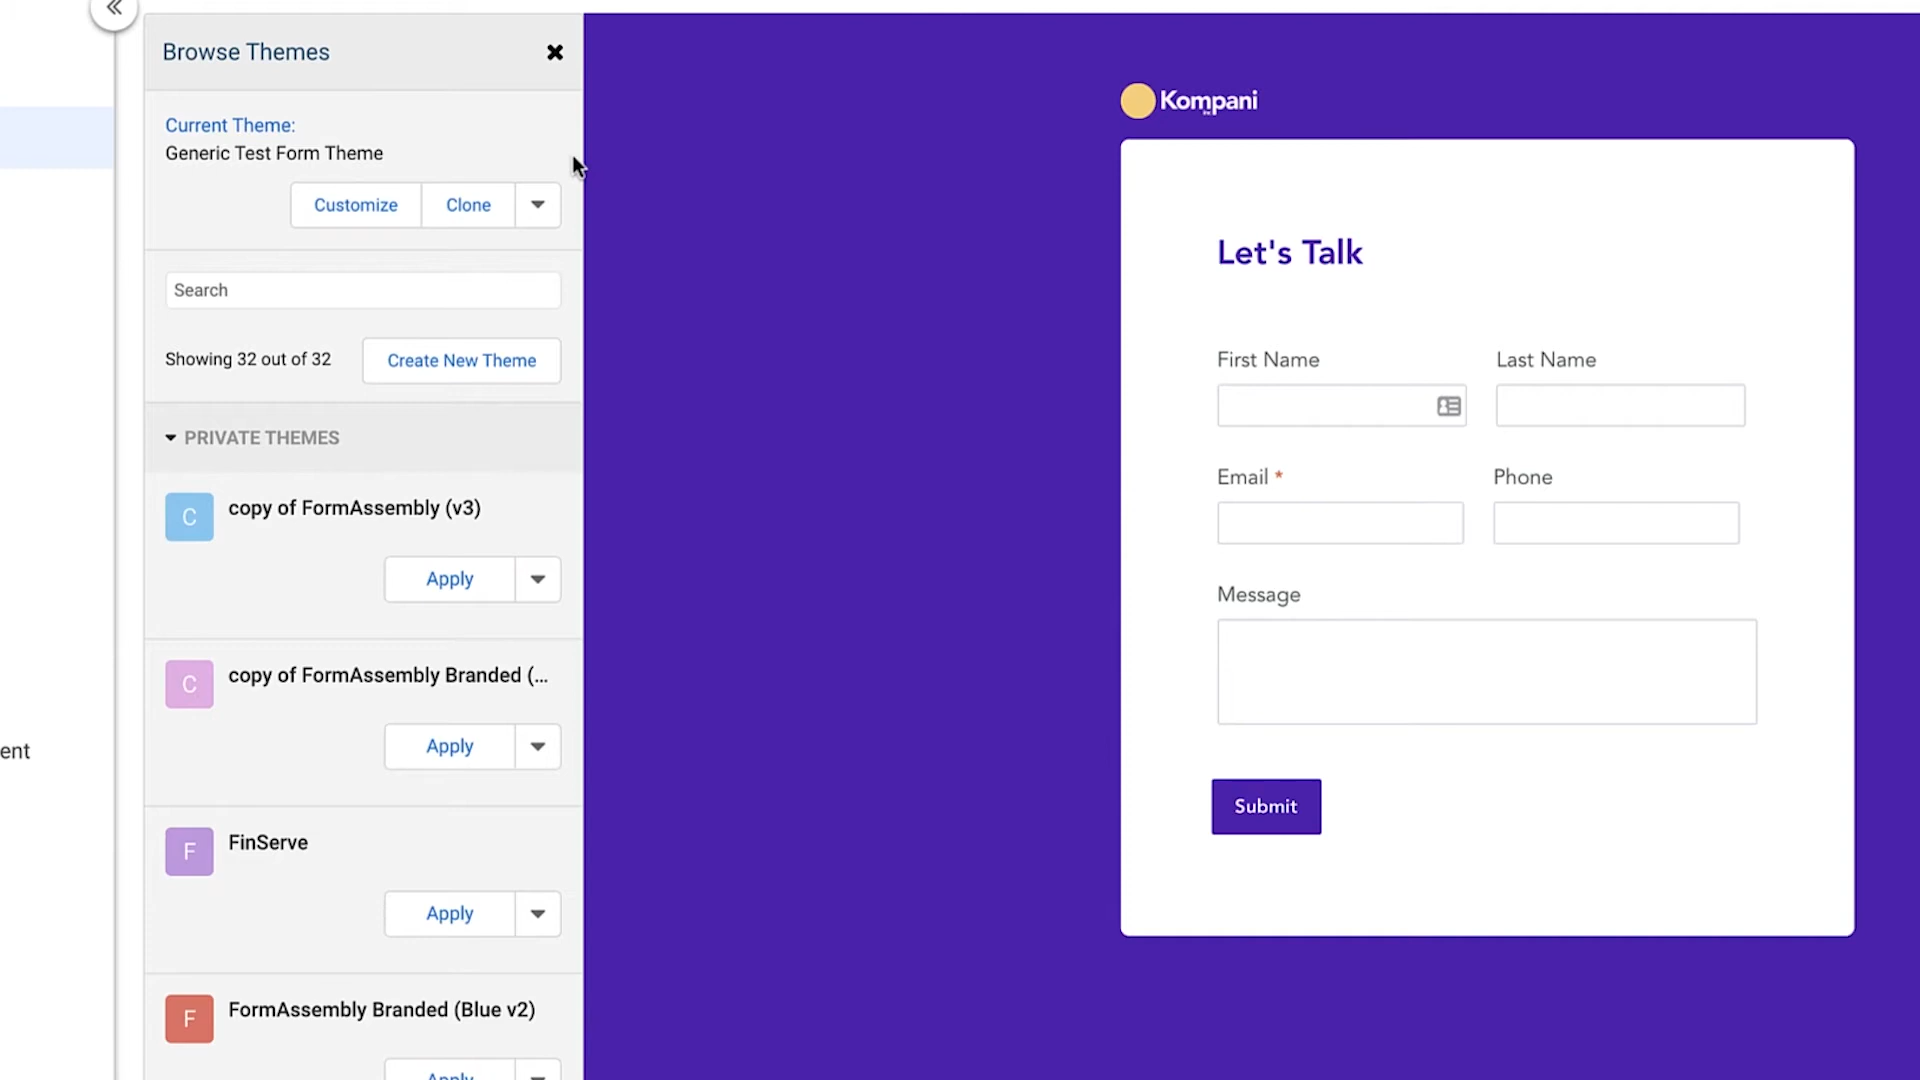 Browse Themes
Current Theme:
Generic Test Form Theme
Customize
Clone
Search
Showing 32 out of 32
Create New Theme
PRIVATE THEMES
C
copy of FormAssembly (v3)
Apply
C
copy of FormAssembly Branded (...
Apply
F
FinServe
Apply
F
FormAssembly Branded (Blue v2)
Apply
ent
Kompani
Let's Talk
First Name
Last Name
Email *
Phone
Message
Submit